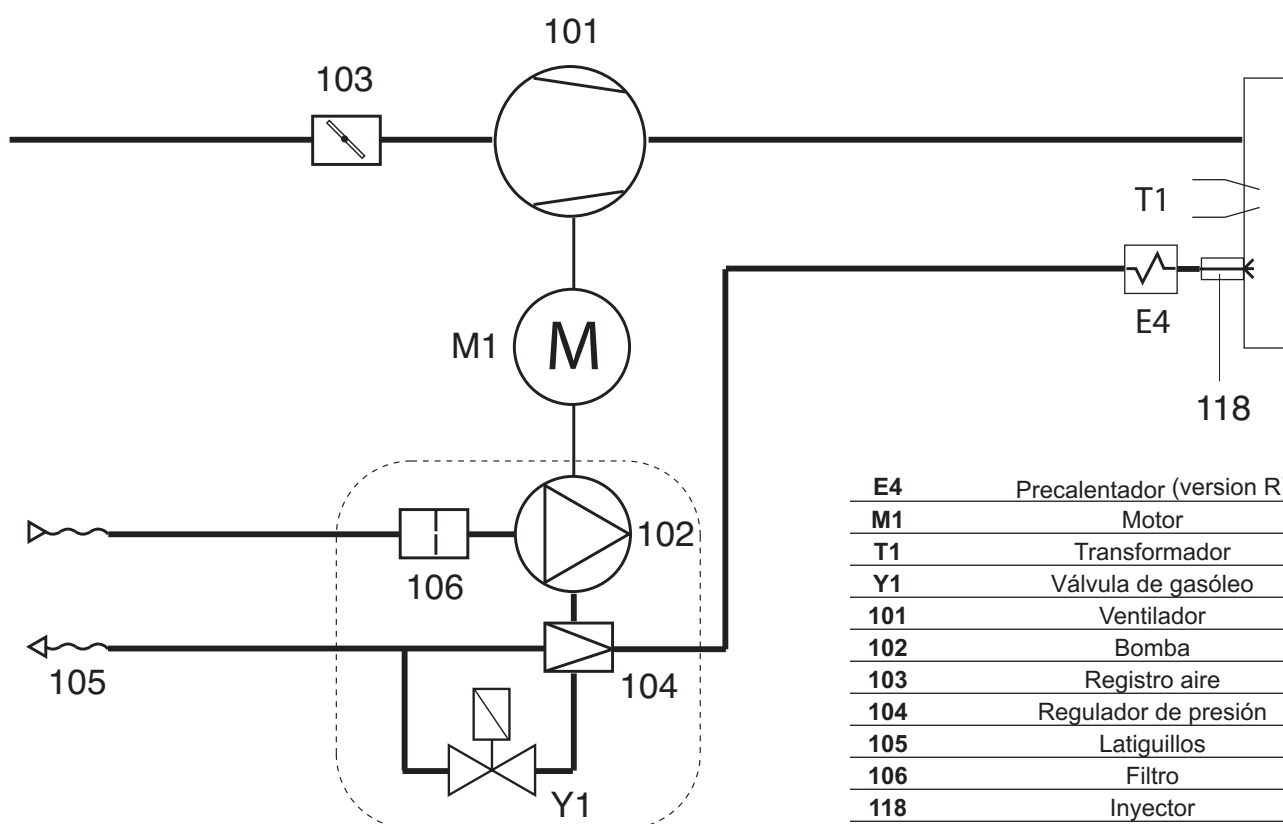 101
103
T1
E4
118
M1
M
102
106
105
104
Y1
E4 Precalentador (version R)
M1 Motor
T1 Transformador
Y1 Válvula de gasóleo
101 Ventilador
102 Bomba
103 Registro aire
104 Regulador de presión
105 Latiguillos
106 Filtro
118 Inyector